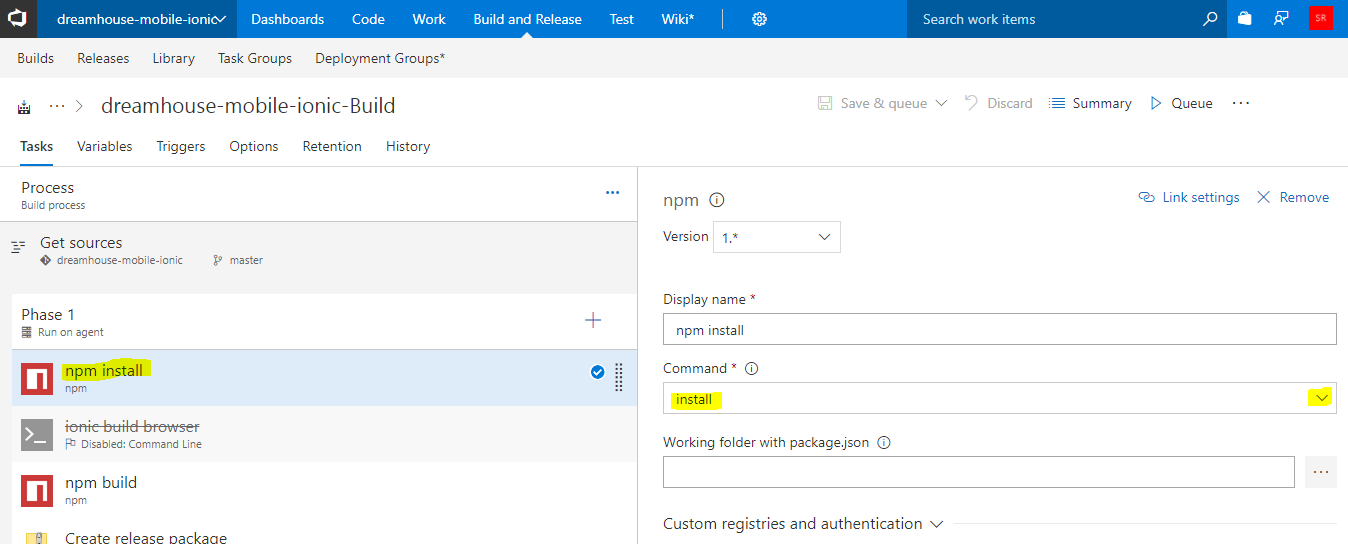 dreamhouse-mobile-ionic Dashboards Code Work Build and Release Test Wiki* Search work items SR
Builds Releases Library Task Groups Deployment Groups*
... > dreamhouse-mobile-ionic-Build Save & queue Discard Summary Queue ...
Tasks Variables Triggers Options Retention History
Process ...
Build process
Get sources
dreamhouse-mobile-ionic master
Phase 1 +
Run on agent
npm install
npm
ionic build browser
Disabled: Command Line
npm build
npm
Create release package
npm Link settings Remove
Version 1.*
Display name *
npm install
Command *
install
Working folder with package.json
...
Custom registries and authentication